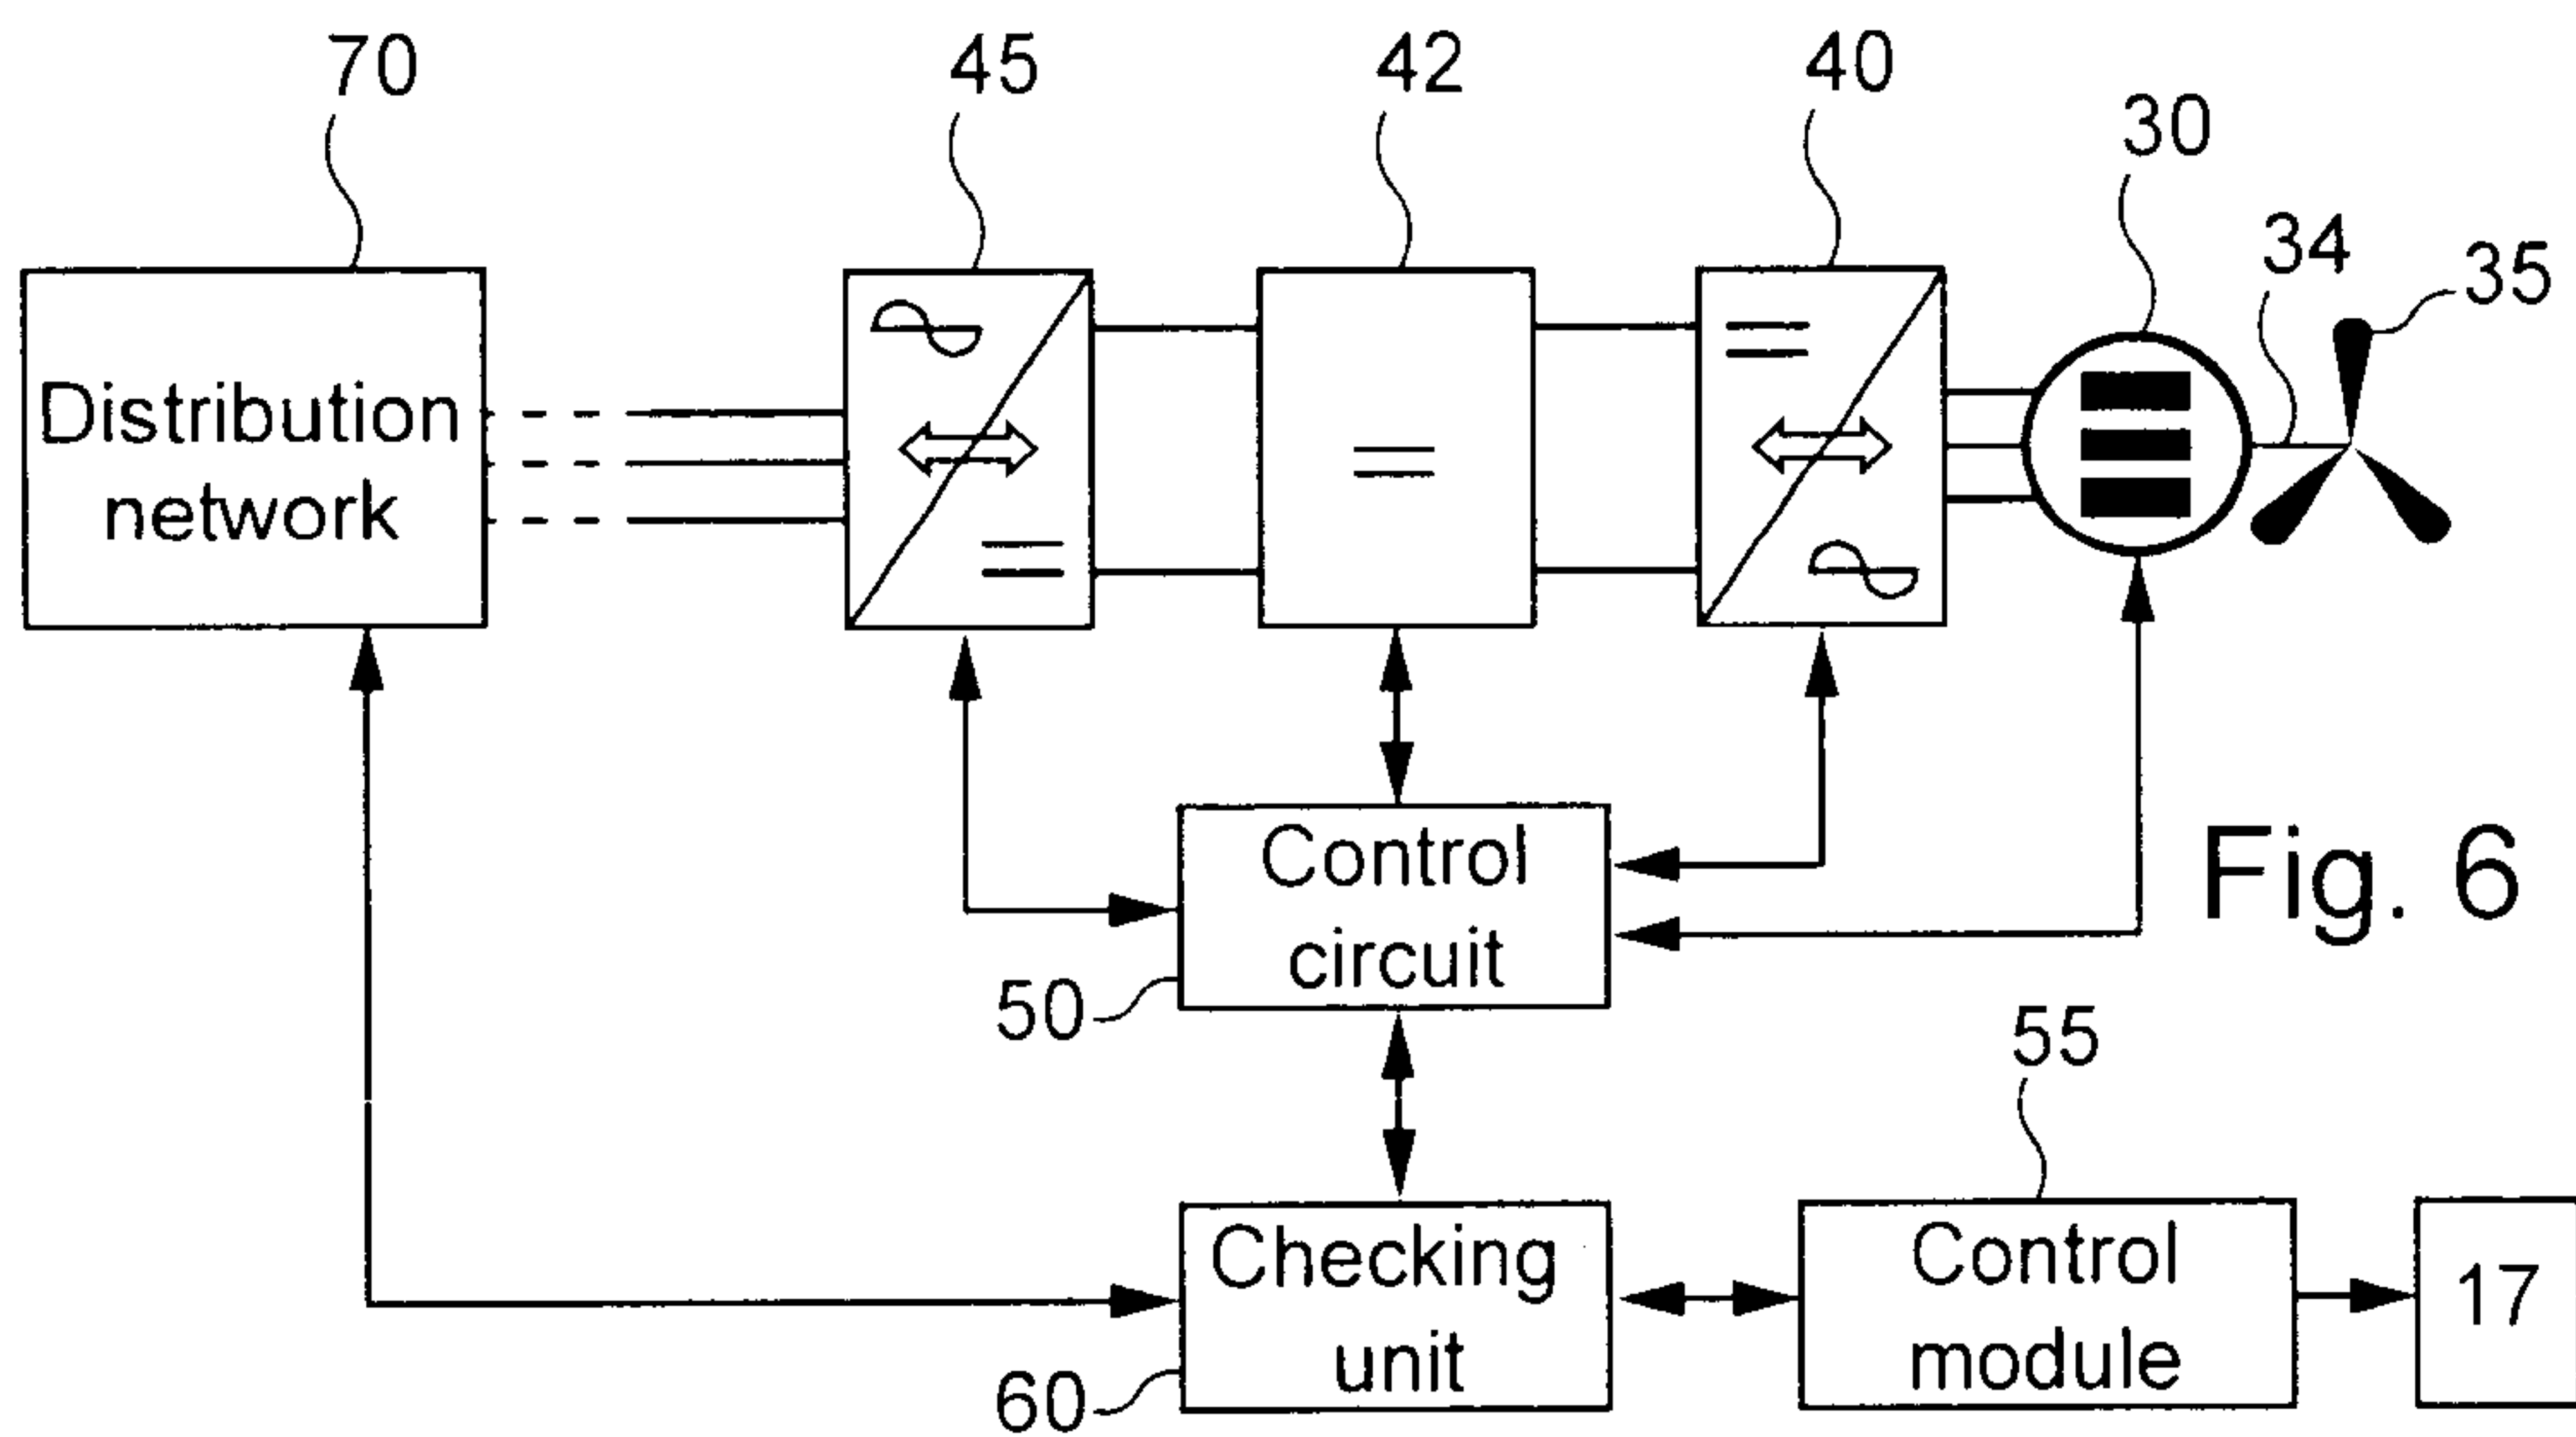 70
45
42
40
30
34
35
Distribution
network
Control
circuit
50
Fig. 6
55
Checking
unit
60
Control
module
17